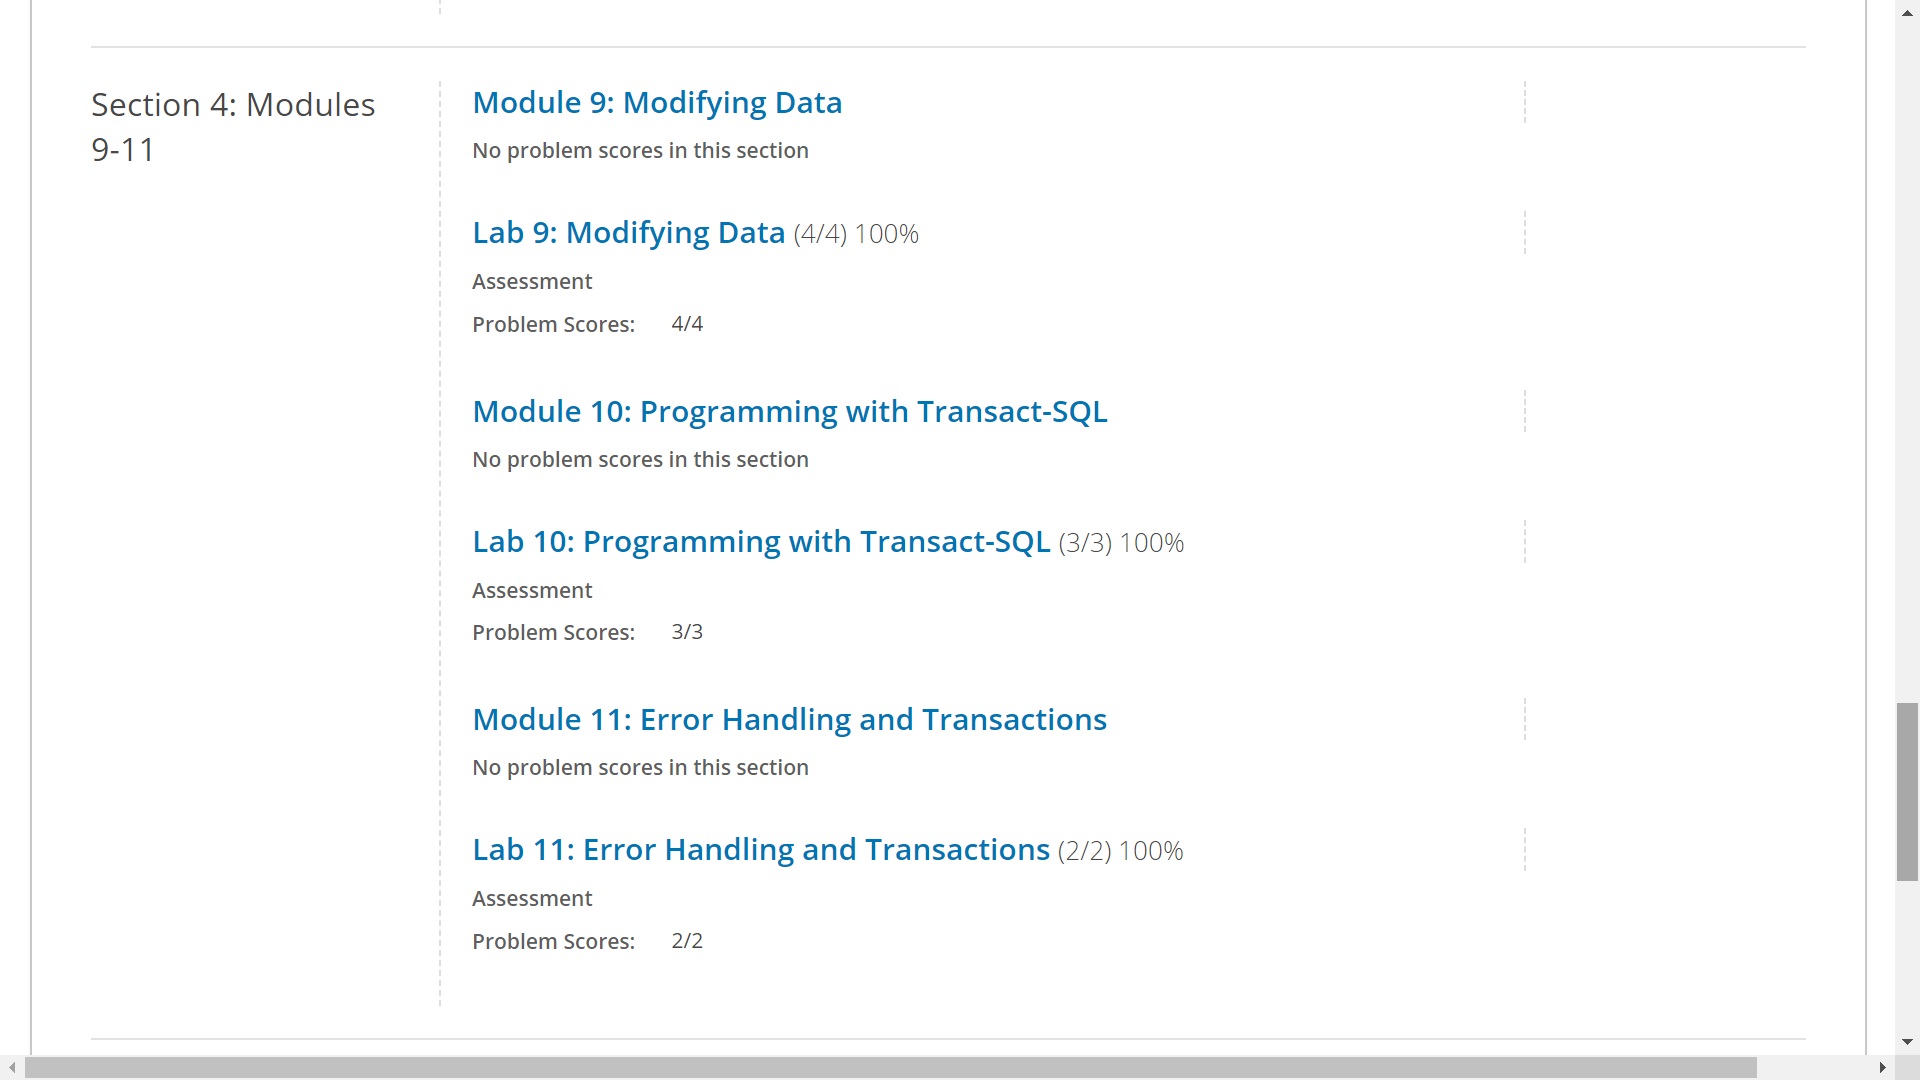 Section 4: Modules
9-11
Module 9: Modifying Data
No problem scores in this section
Lab 9: Modifying Data (4/4) 100%
Assessment
Problem Scores: 4/4
Module 10: Programming with Transact-SQL
No problem scores in this section
Lab 10: Programming with Transact-SQL (3/3) 100%
Assessment
Problem Scores: 3/3
Module 11: Error Handling and Transactions
No problem scores in this section
Lab 11: Error Handling and Transactions (2/2) 100%
Assessment
Problem Scores: 2/2